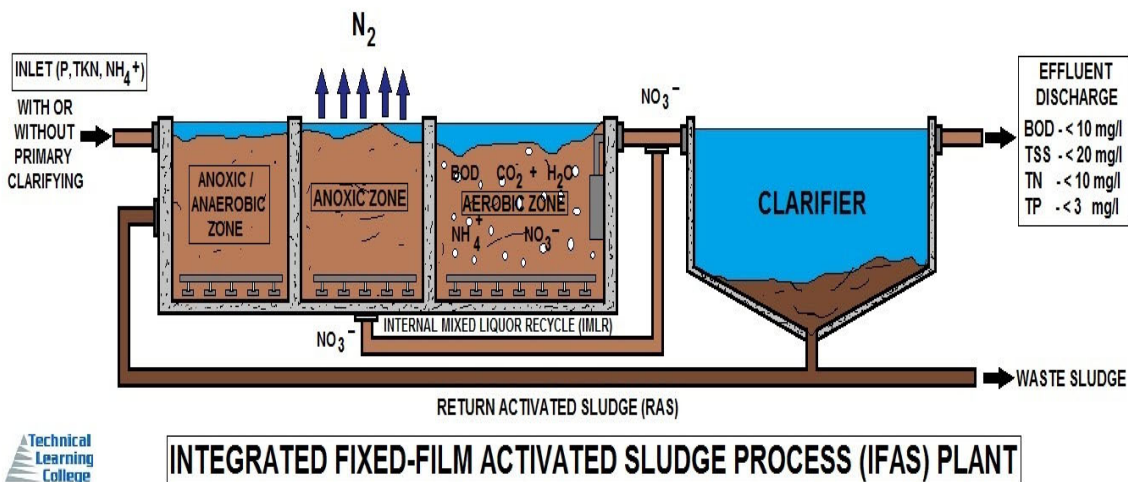 N₂
INLET (P,TKN, NH₄⁺)
WITH OR
WITHOUT
PRIMARY
CLARIFYING
ANOXIC /
ANAEROBIC
ZONE
ANOXIC ZONE
BOD CO₂⁻ + H₂O
AEROBIC ZONE
NH₄⁺ NO₃⁻
NO₃⁻
CLARIFIER
EFFLUENT
DISCHARGE
BOD - < 10 mg/l
TSS - < 20 mg/l
TN - < 10 mg/l
TP - < 3 mg/l
INTERNAL MIXED LIQUOR RECYCLE (IMLR)
NO₃⁻
WASTE SLUDGE
RETURN ACTIVATED SLUDGE (RAS)
Technical
Learning
College
INTEGRATED FIXED-FILM ACTIVATED SLUDGE PROCESS (IFAS) PLANT